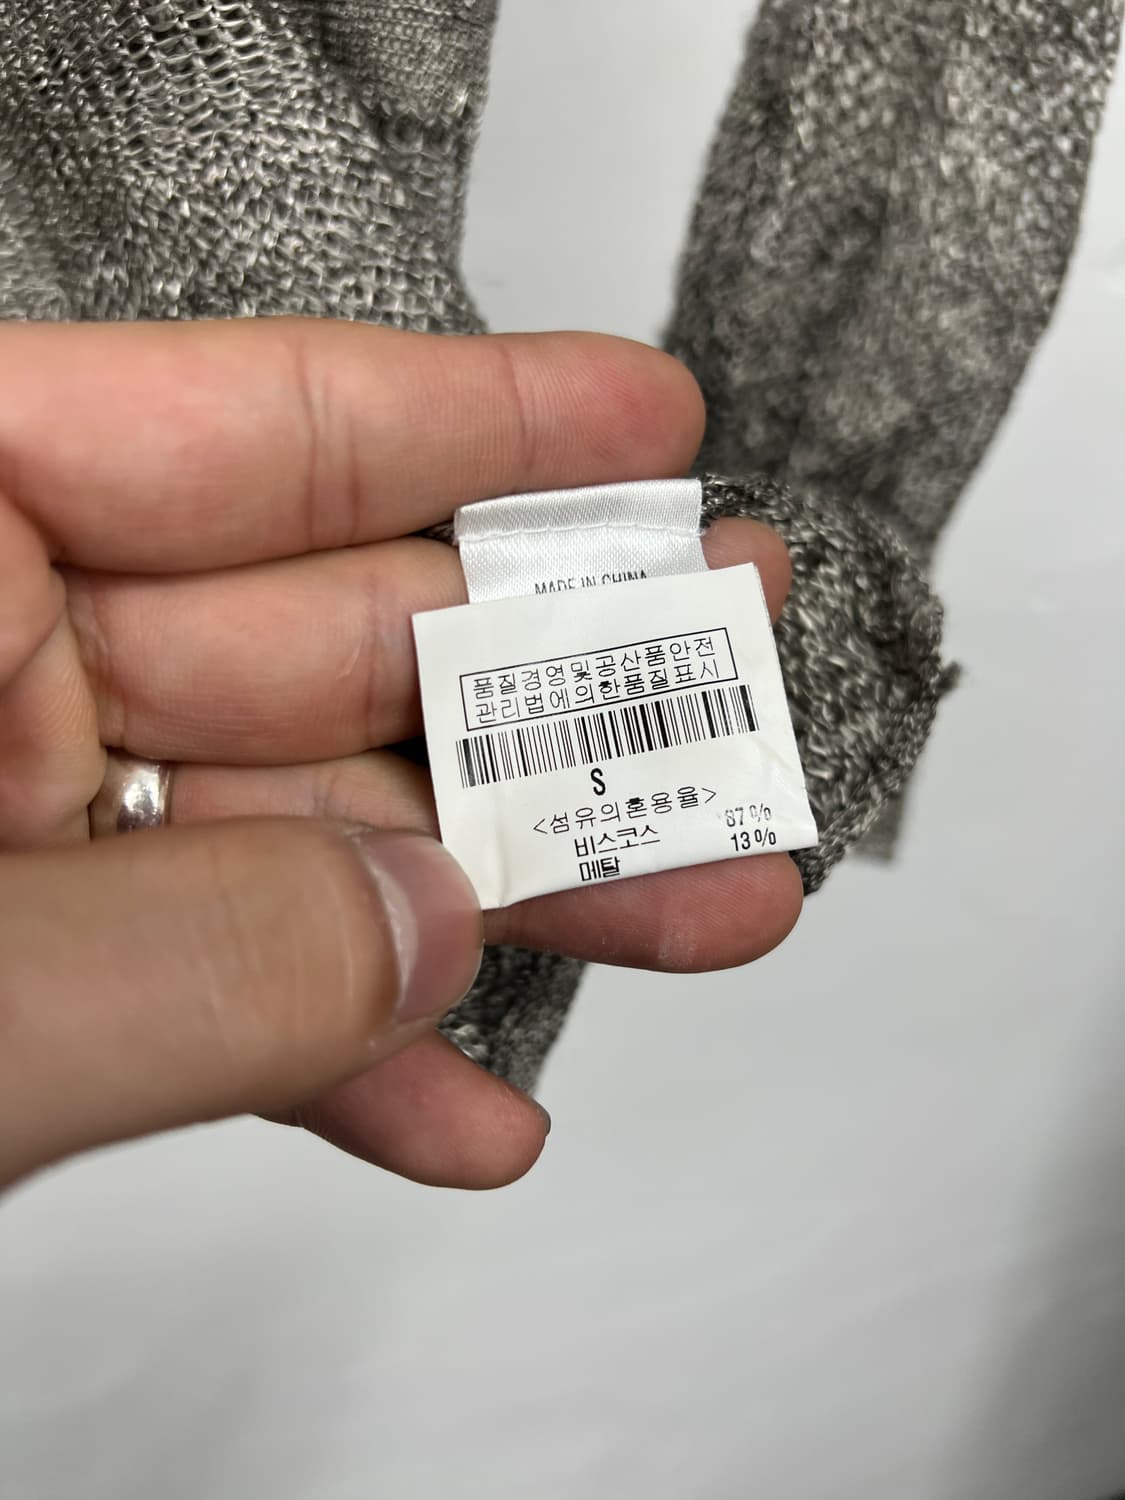 MADE IN CHINA
품질경영및공산품안전
관리법에의한품질표시
S
<섬유의혼용율>
비스코스 87%
메탈 13%